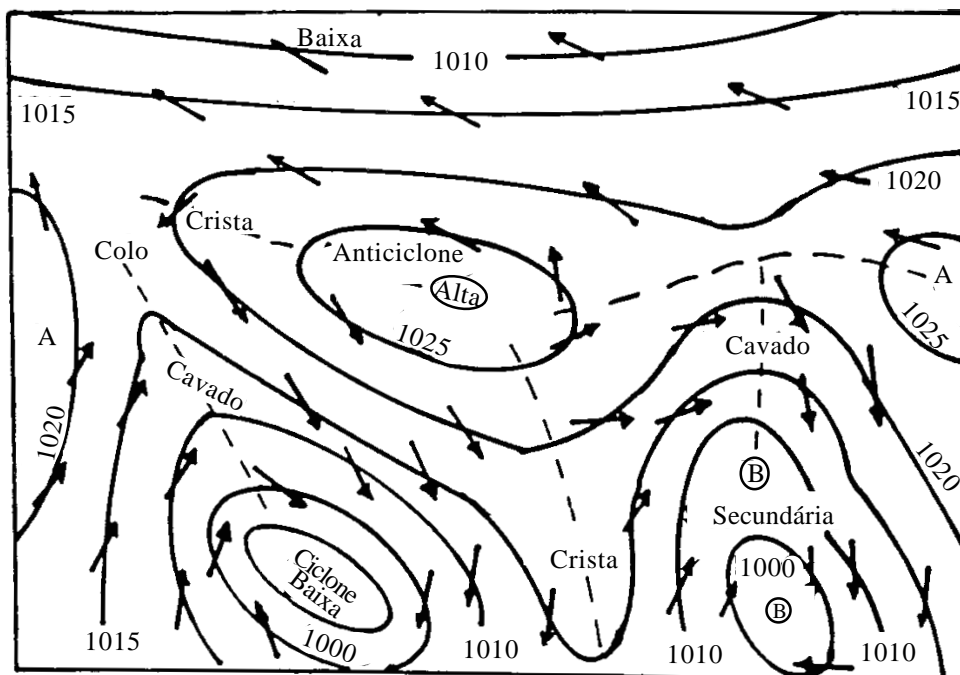 Baixa
1010
1015
1015
1020
Crista
Colo
Anticiclone
Alta
A
A
1025
1025
Cavado
Cavado
1020
1020
B
Secundária
Ciclone
Baixa
Crista
1000
B
1015
1000
1010
1010
1010